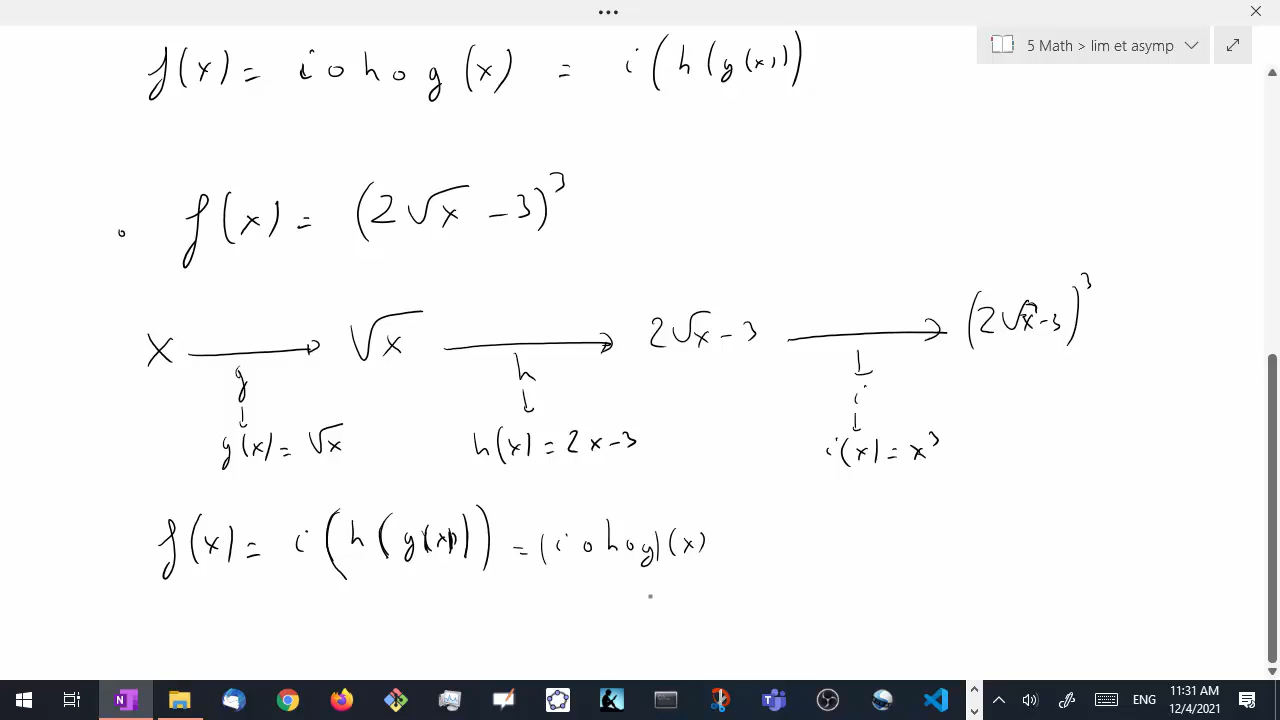 5 Math > lim et asymp
f(x) = i o h o g (x) = i(h(g(x)))
f(x) = (2√x - 3)³
x → √x → 2√x - 3 → (2√x - 3)³
g h i
g(x) = √x h(x) = 2x - 3 i(x) = x³
f(x) = i(h(g(x))) = (i o h o g)(x)
ENG 11:51 AM
12/4/2021